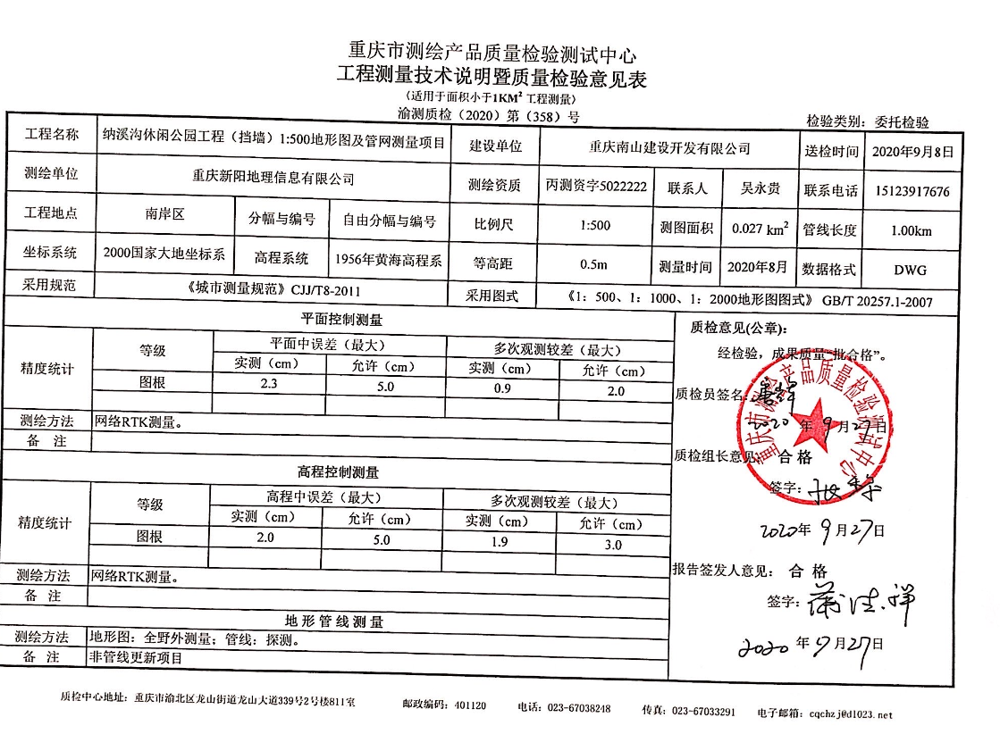 重庆市测绘产品质量检验测试中心
工程测量技术说明暨质量检验意见表
（适用于面积小于1KM² 工程测量）
渝测质检（2020）第（358）号
检验类别：委托检验
工程名称 纳溪沟休闲公园工程（挡墙）1:500地形图及管网测量项目 建设单位 重庆南山建设开发有限公司 送检时间 2020年9月8日
测绘单位 重庆新阳地理信息有限公司 测绘资质 丙测资字5022222 联系人 吴永贵 联系电话 15123917676
工程地点 南岸区 分幅与编号 自由分幅与编号 比例尺 1:500 测图面积 0.027 km² 管线长度 1.00km
坐标系统 2000国家大地坐标系 高程系统 1956年黄海高程系 等高距 0.5m 测量时间 2020年8月 数据格式 DWG
采用规范 《城市测量规范》CJJ/T8-2011 采用图式 《1：500、1：1000、1：2000地形图图式》 GB/T 20257.1-2007
平面控制测量
精度统计 等级 平面中误差（最大） 多次观测较差（最大）
实测（cm） 允许（cm） 实测（cm） 允许（cm）
图根 2.3 5.0 0.9 2.0
测绘方法 网络RTK测量。
备 注
高程控制测量
精度统计 等级 高程中误差（最大） 多次观测较差（最大）
实测（cm） 允许（cm） 实测（cm） 允许（cm）
图根 2.0 5.0 1.9 3.0
测绘方法 网络RTK测量。
备 注
地形管线测量
测绘方法 地形图：全野外测量；管线：探测。
备 注 非管线更新项目
质检意见(公章)：
经检验，成果质量“批合格”。
质检员签名：
2020 年 9 月 27 日
质检组长意见： 合 格
签字：
2020年 9 月 27 日
报告签发人意见： 合 格
签字：
2020 年 9 月 27 日
重庆市测绘产品质量检验测试中心
质检中心地址：重庆市渝北区龙山街道龙山大道339号2号楼811室 邮政编码：401120 电话：023-67038248 传真：023-67033291 电子邮箱：cqchzj@d1023.net